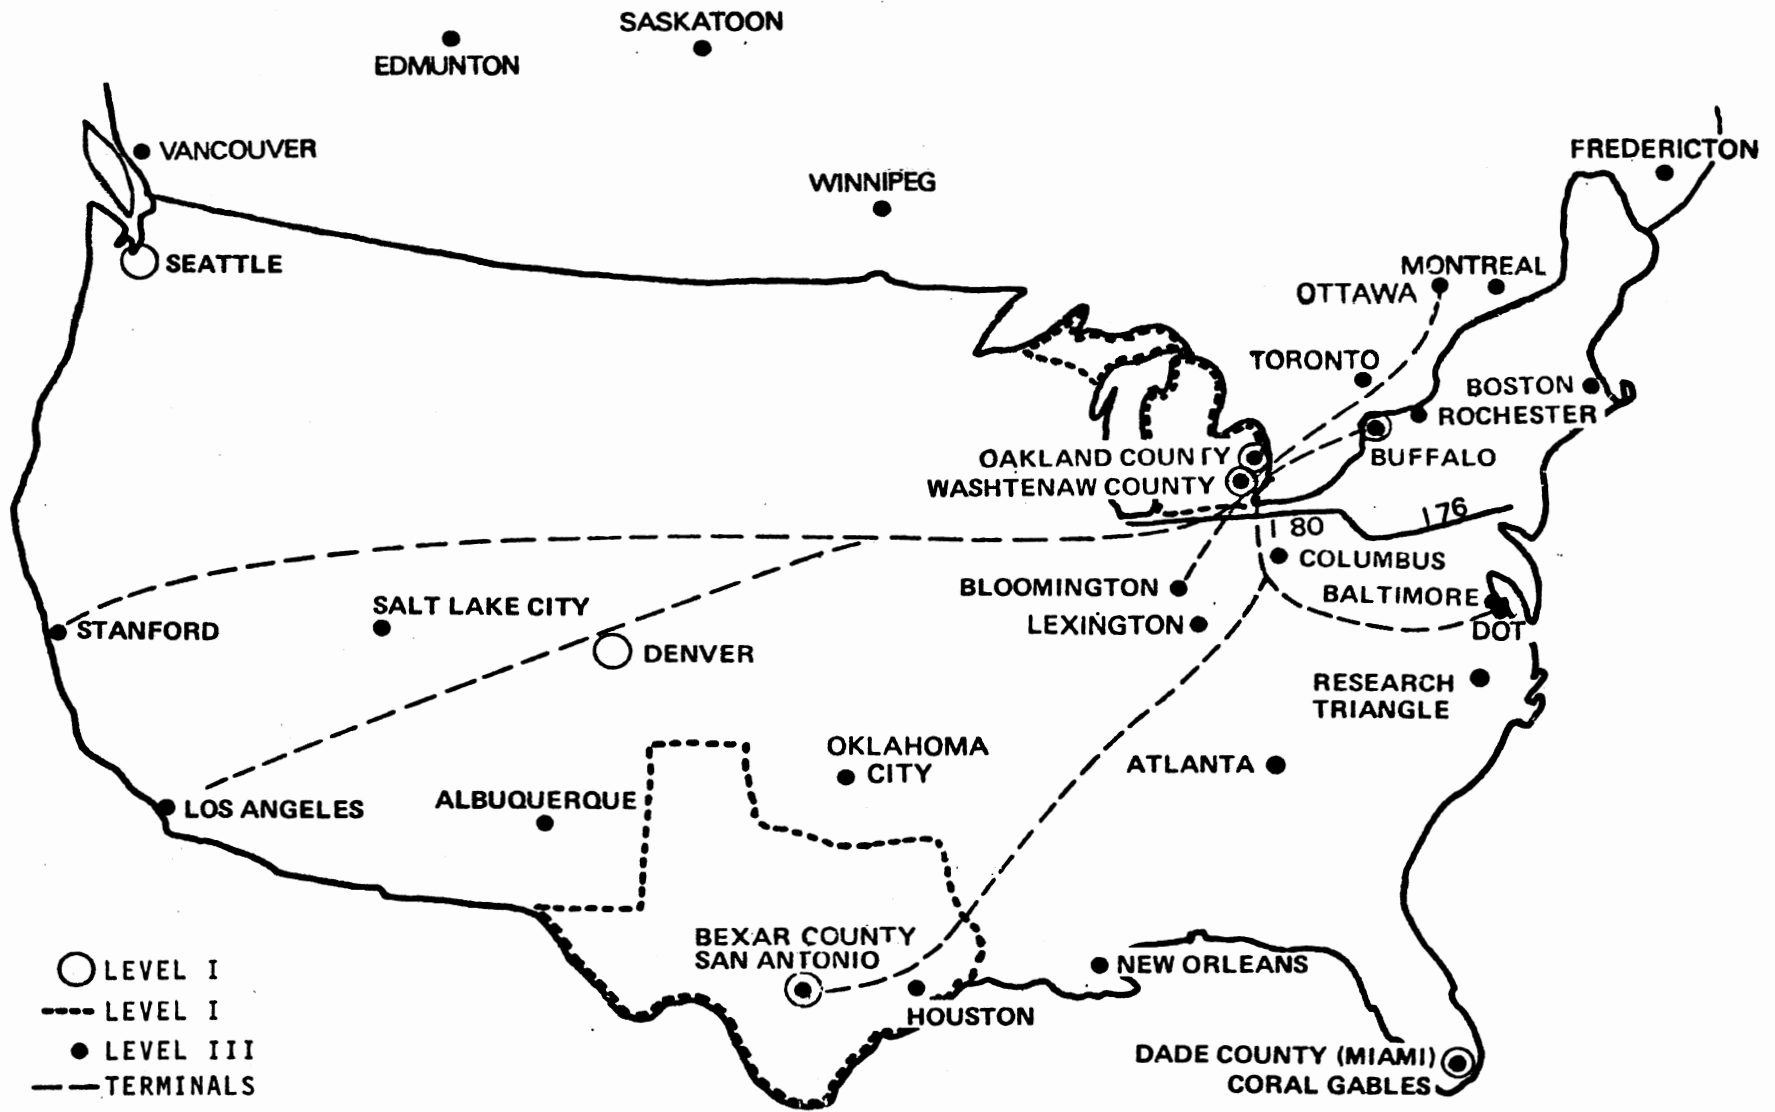 SASKATOON
EDMUNTON
VANCOUVER
FREDERICTON
WINNIPEG
SEATTLE
MONTREAL
OTTAWA
TORONTO
BOSTON
ROCHESTER
OAKLAND COUNTY
BUFFALO
WASHTENAW COUNTY
I 76
I 80
COLUMBUS
BLOOMINGTON
BALTIMORE
SALT LAKE CITY
LEXINGTON
STANFORD
DOT
DENVER
RESEARCH
TRIANGLE
OKLAHOMA
CITY
ATLANTA
ALBUQUERQUE
LOS ANGELES
BEXAR COUNTY
SAN ANTONIO
NEW ORLEANS
HOUSTON
DADE COUNTY (MIAMI)
CORAL GABLES
LEVEL I
LEVEL I
LEVEL III
TERMINALS